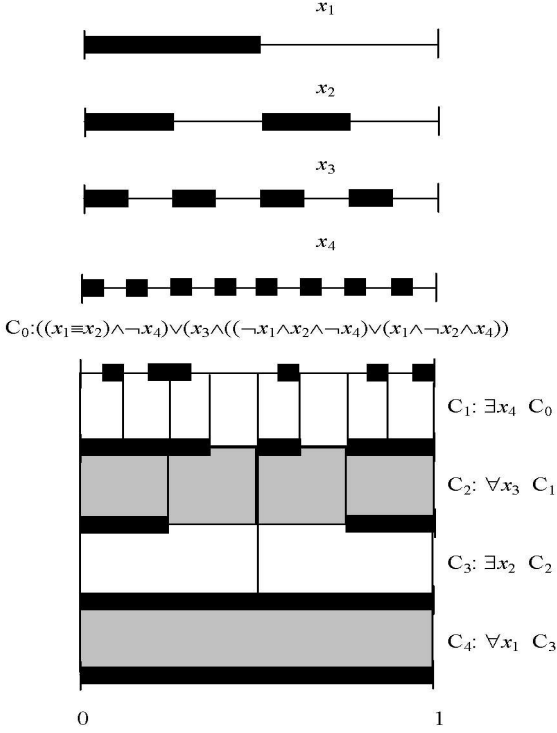 x₁
x₂
x₃
x₄
C₀:((x₁≡x₂)∧¬x₄)∨(x₃∧((¬x₁∧x₂∧¬x₄)∨(x₁∧¬x₂∧x₄))
C₁: ∃x₄ C₀
C₂: ∀x₃ C₁
C₃: ∃x₂ C₂
C₄: ∀x₁ C₃
0 1